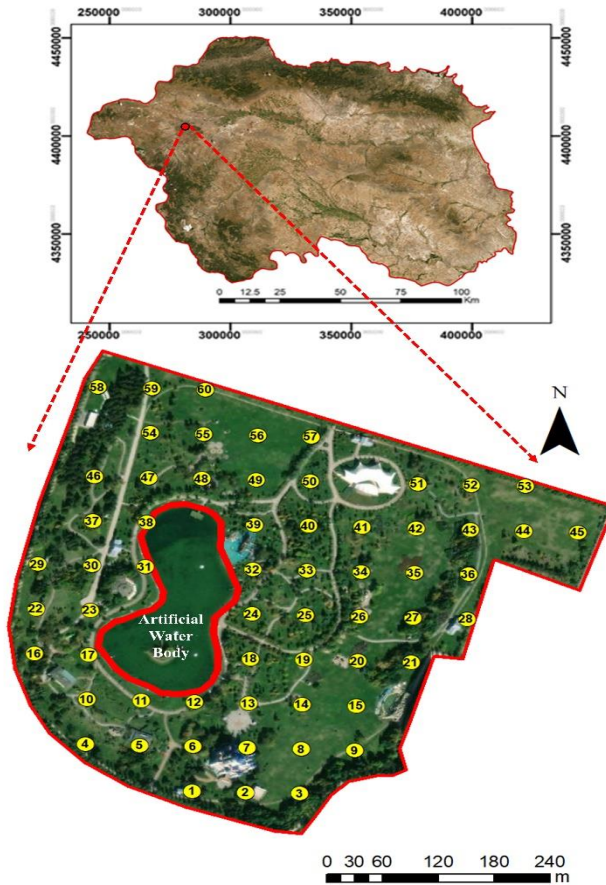 250000 300000 350000 400000
4450000 4450000
4400000 4400000
4350000 4350000
0 12.5 25 50 75 100
Km
250000 300000 350000 400000
N
58 59 60
54 55 56 57
46 47 48 49 50 51 52 53
37 38 39 40 41 42 43 44 45
29 30 31 32 33 34 35 36
22 23 24 25 26 27 28
Artificial
Water
Body
16 17 18 19 20 21
10 11 12 13 14 15
4 5 6 7 8 9
1 2 3
0 30 60 120 180 240
m